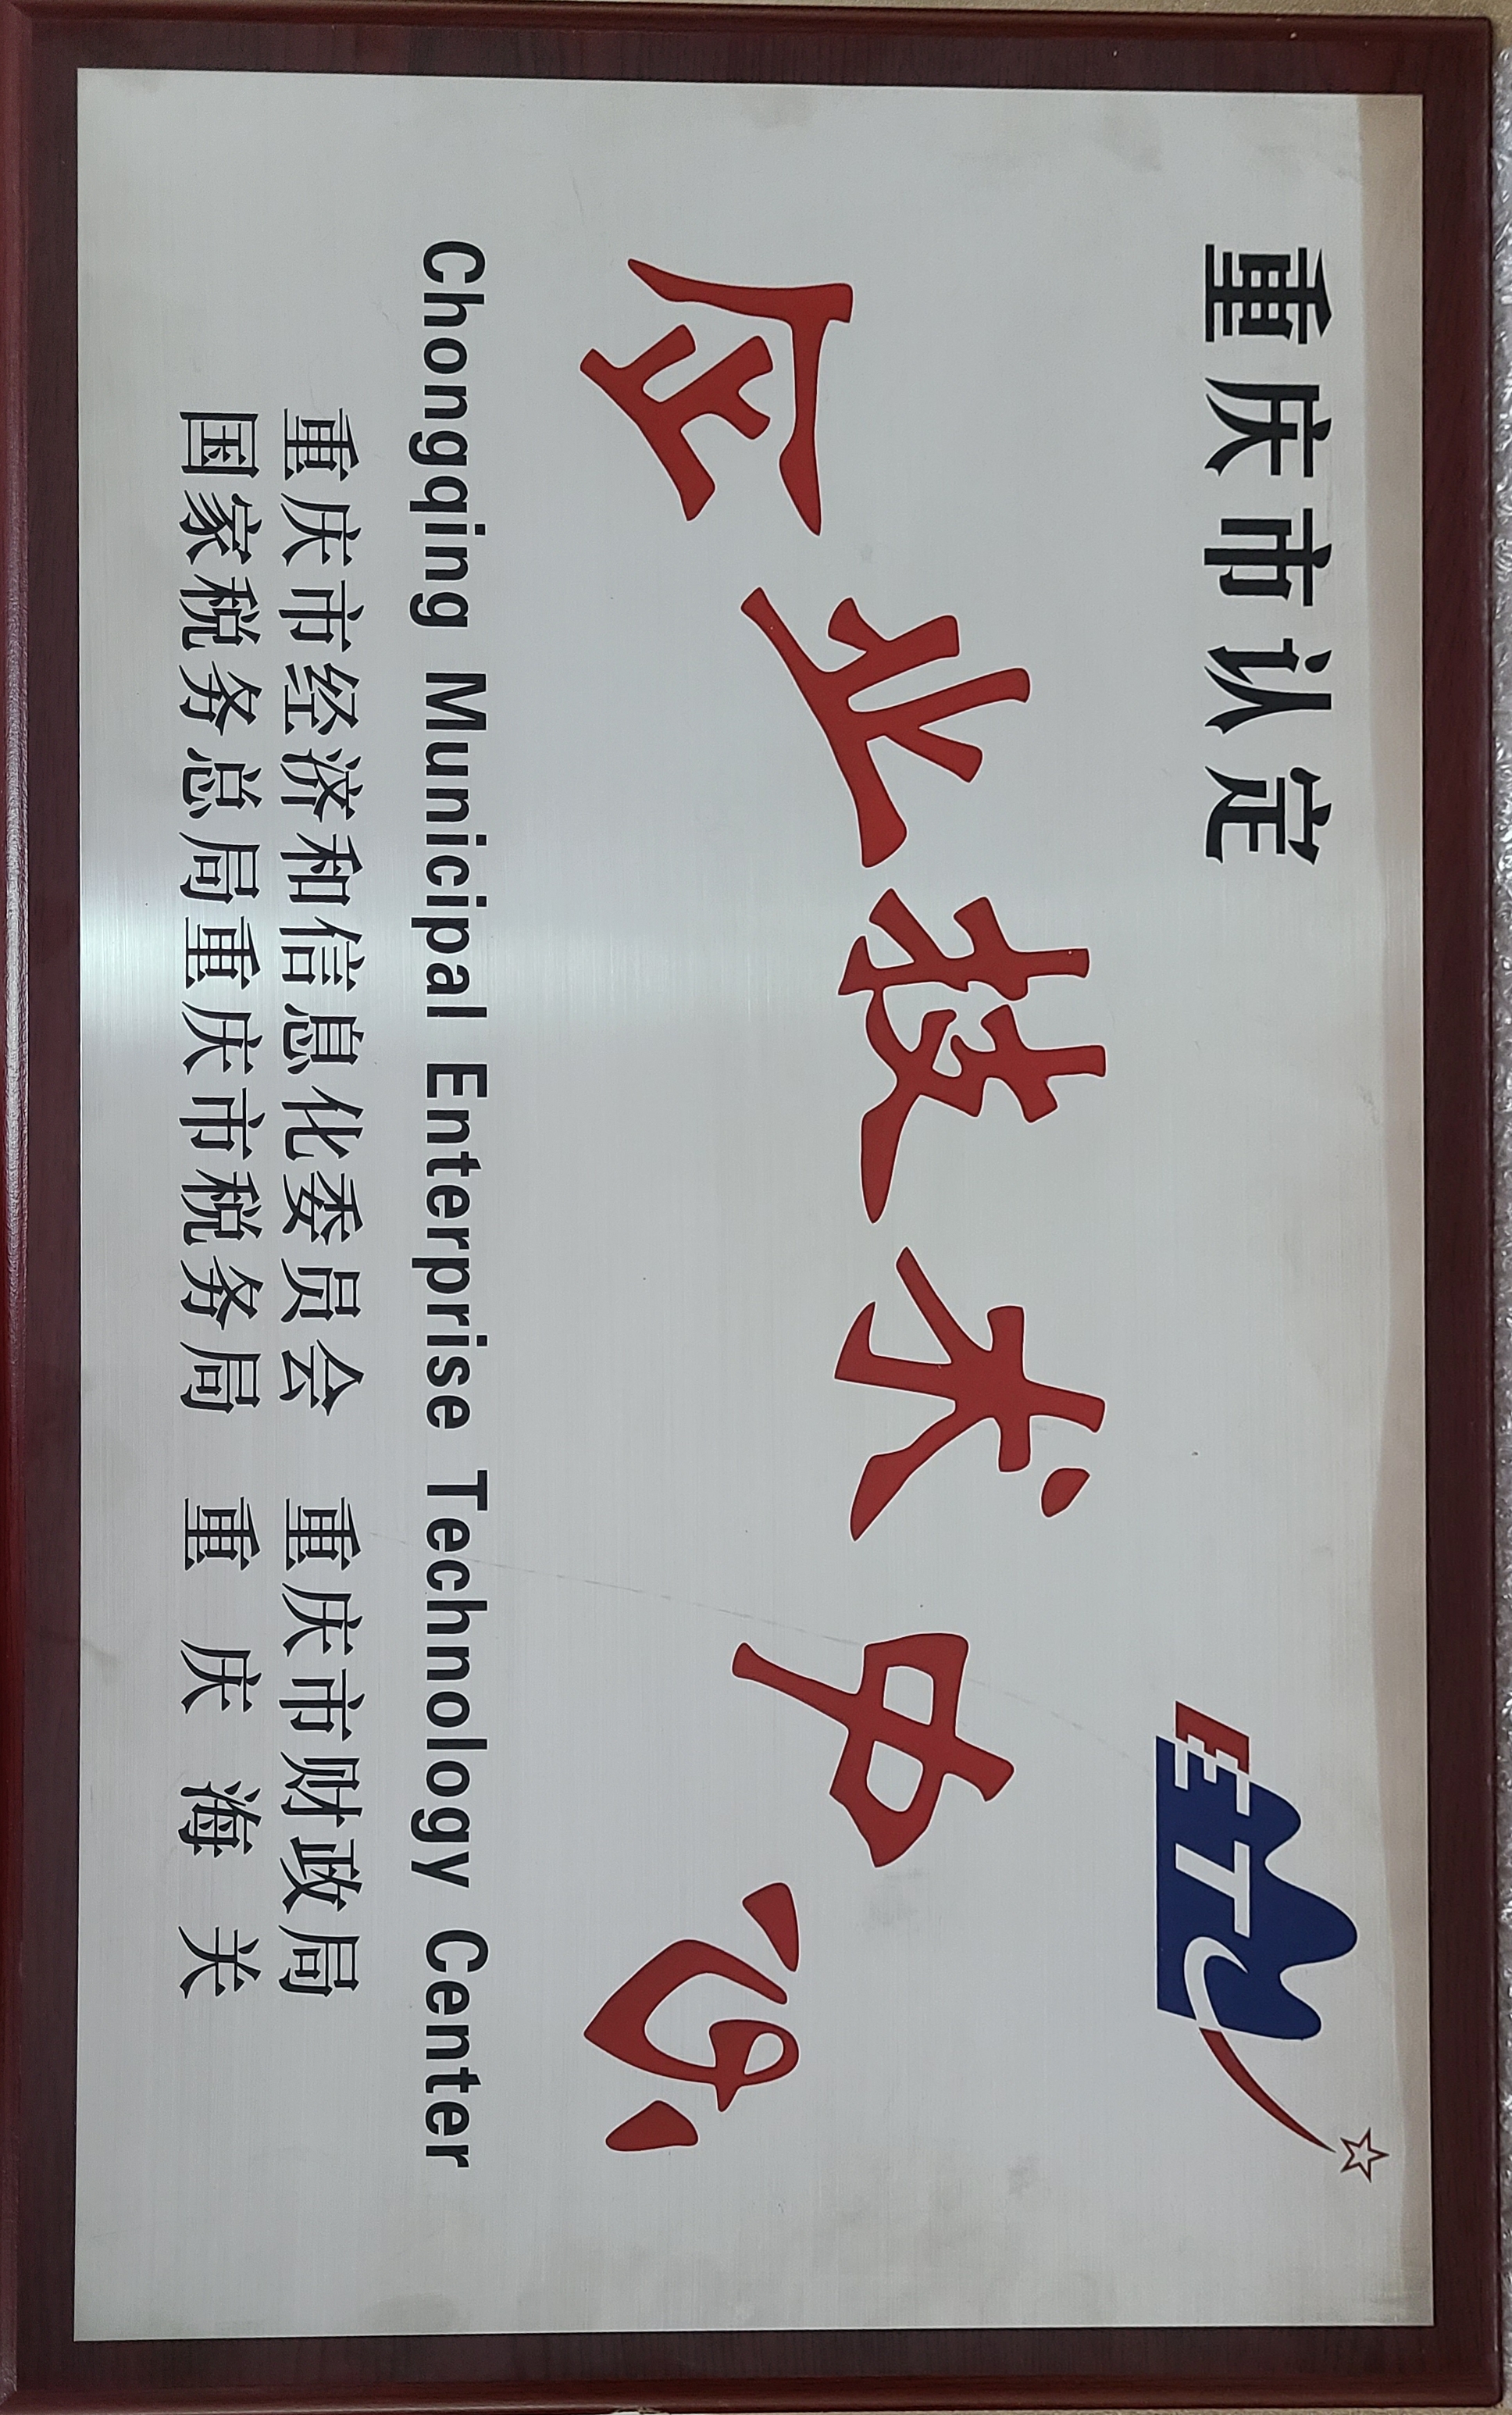 重庆市认定
ETC
企业技术中心
Chongqing Municipal Enterprise Technology Center
重庆市经济和信息化委员会 重庆市财政局
国家税务总局重庆市税务局 重庆海关